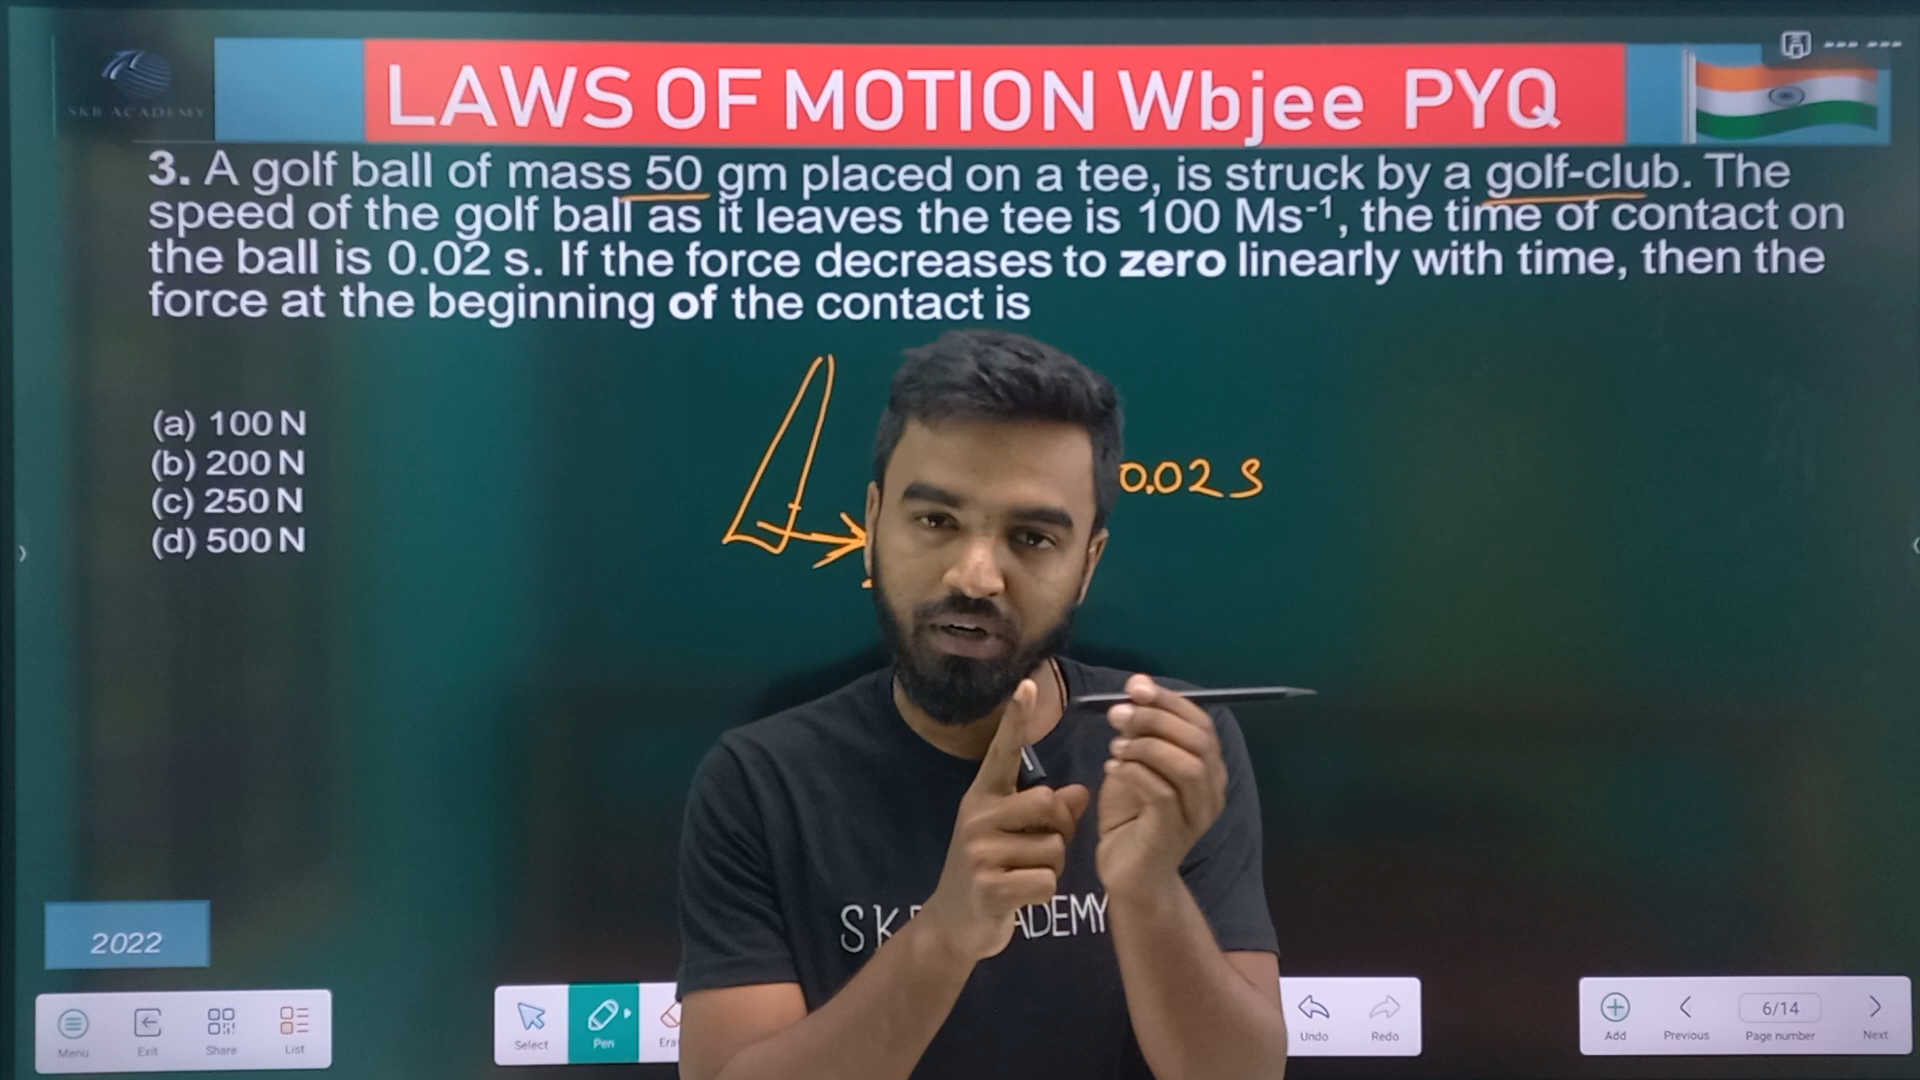 SKB ACADEMY
LAWS OF MOTION Wbjee PYQ
3. A golf ball of mass 50 gm placed on a tee, is struck by a golf-club. The
speed of the golf ball as it leaves the tee is 100 Ms⁻¹, the time of contact on
the ball is 0.02 s. If the force decreases to zero linearly with time, then the
force at the beginning of the contact is
(a) 100 N
(b) 200 N
(c) 250 N
(d) 500 N
0.02 S
2022
Menu Exit Share List
Select Pen Era
Undo Redo
Add Previous 6/14 Page number Next